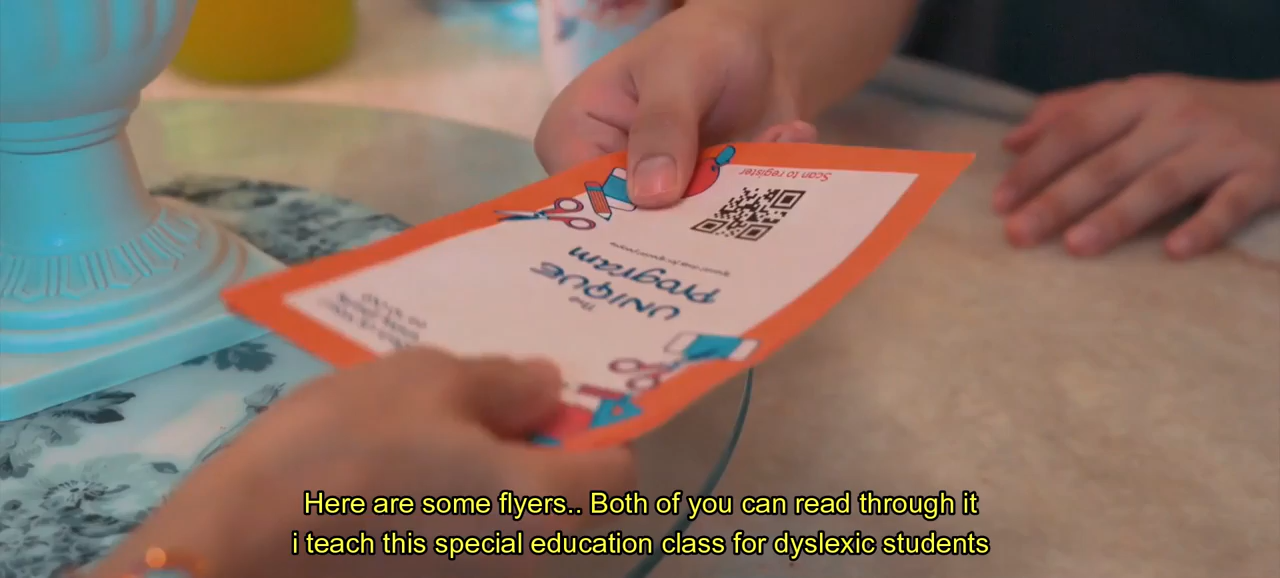 Scan to register
The
UNIQUE
Program
Here are some flyers.. Both of you can read through it
i teach this special education class for dyslexic students